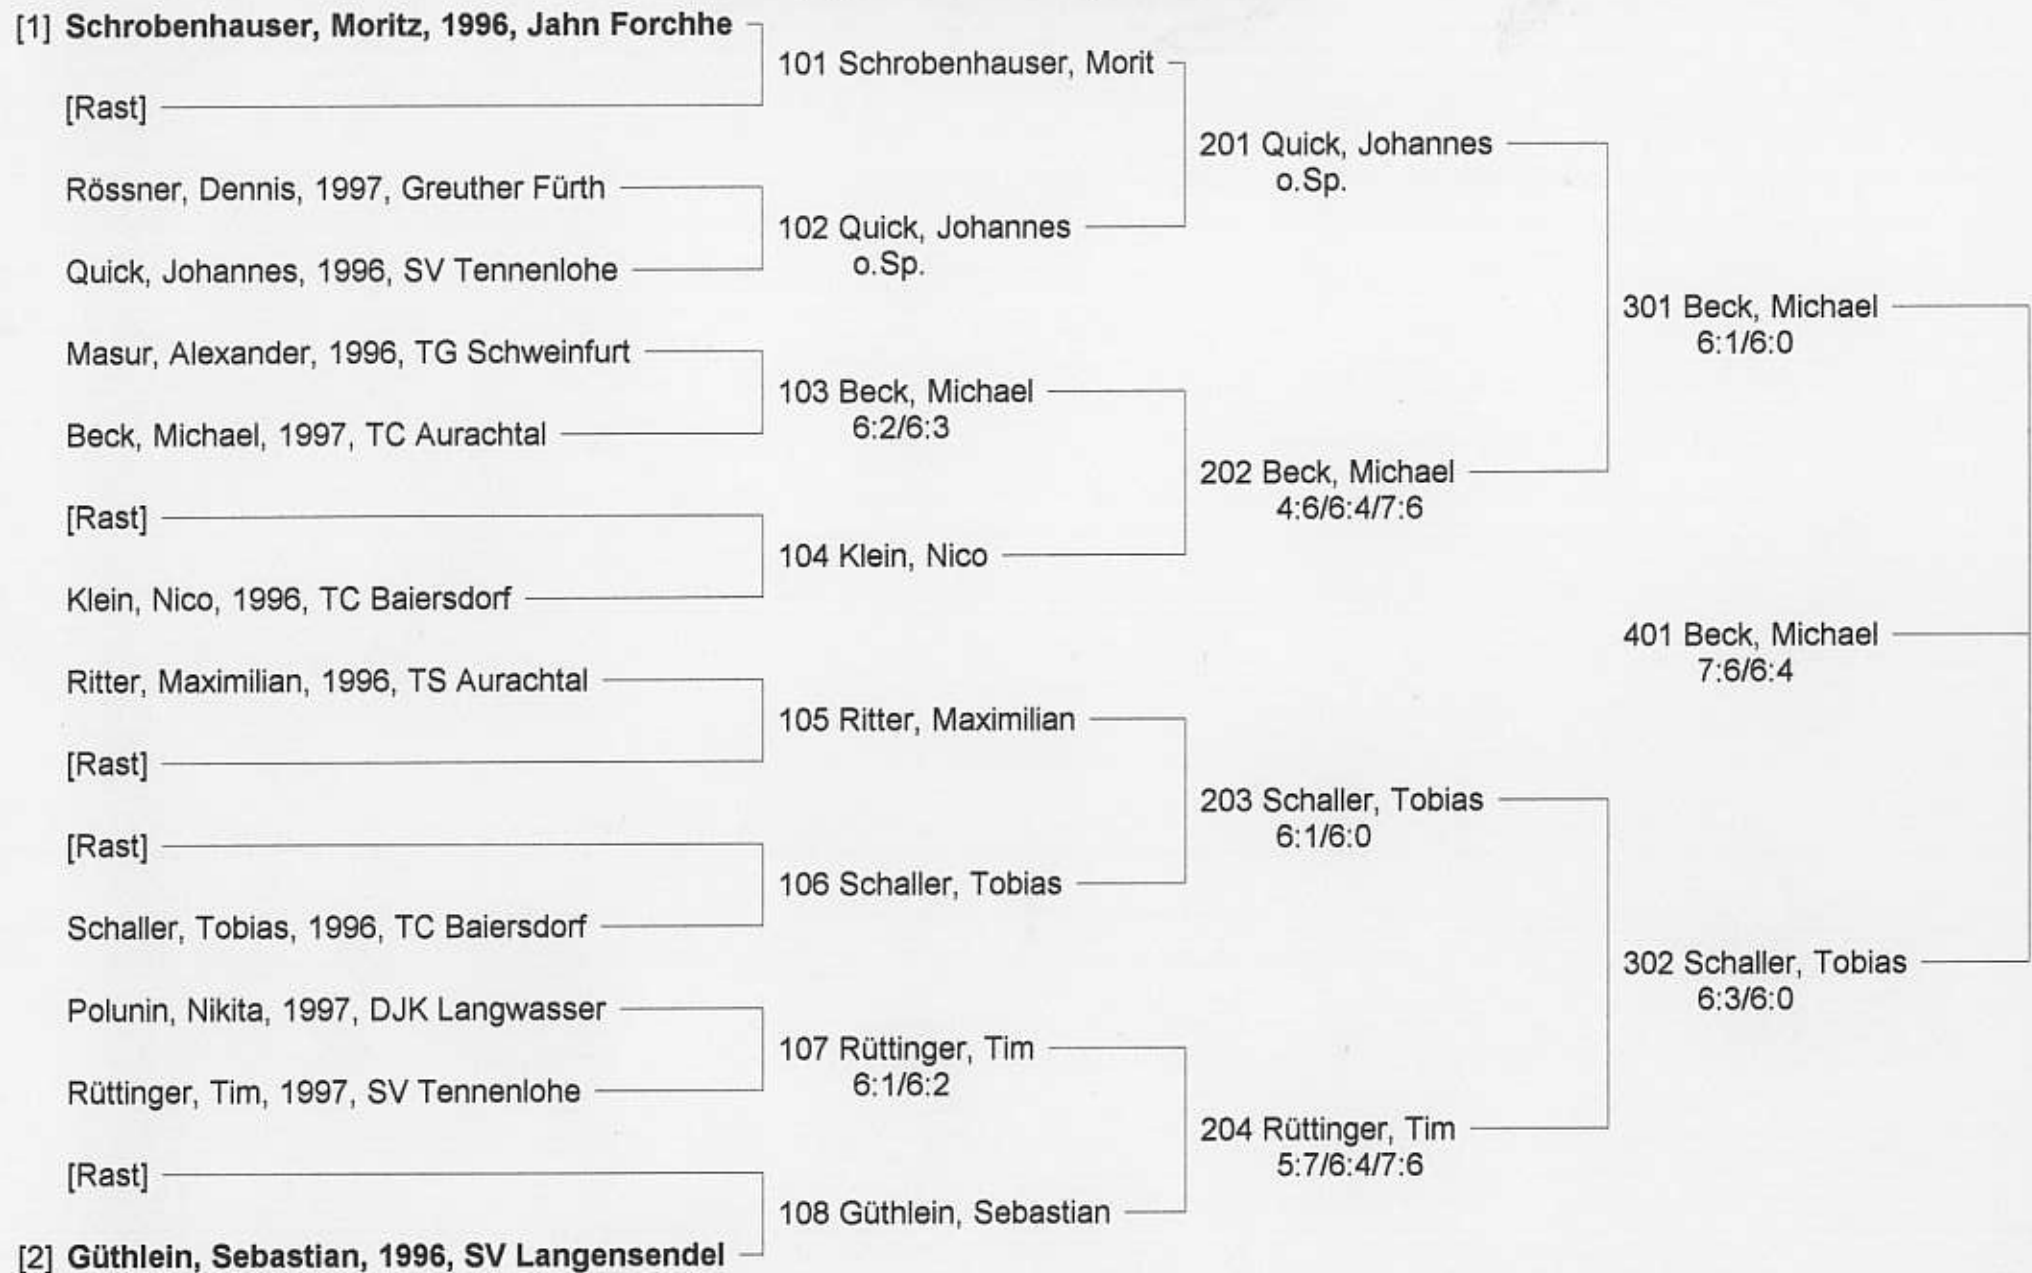 [1] Schrobenhauser, Moritz, 1996, Jahn Forchhe
[Rast]
Rössner, Dennis, 1997, Greuther Fürth
Quick, Johannes, 1996, SV Tennenlohe
Masur, Alexander, 1996, TG Schweinfurt
Beck, Michael, 1997, TC Aurachtal
[Rast]
Klein, Nico, 1996, TC Baiersdorf
Ritter, Maximilian, 1996, TS Aurachtal
[Rast]
[Rast]
Schaller, Tobias, 1996, TC Baiersdorf
Polunin, Nikita, 1997, DJK Langwasser
Rüttinger, Tim, 1997, SV Tennenlohe
[Rast]
[2] Güthlein, Sebastian, 1996, SV Langensendel
101 Schrobenhauser, Morit
102 Quick, Johannes
o.Sp.
103 Beck, Michael
6:2/6:3
104 Klein, Nico
105 Ritter, Maximilian
106 Schaller, Tobias
107 Rüttinger, Tim
6:1/6:2
108 Güthlein, Sebastian
201 Quick, Johannes
o.Sp.
202 Beck, Michael
4:6/6:4/7:6
203 Schaller, Tobias
6:1/6:0
204 Rüttinger, Tim
5:7/6:4/7:6
301 Beck, Michael
6:1/6:0
401 Beck, Michael
7:6/6:4
302 Schaller, Tobias
6:3/6:0